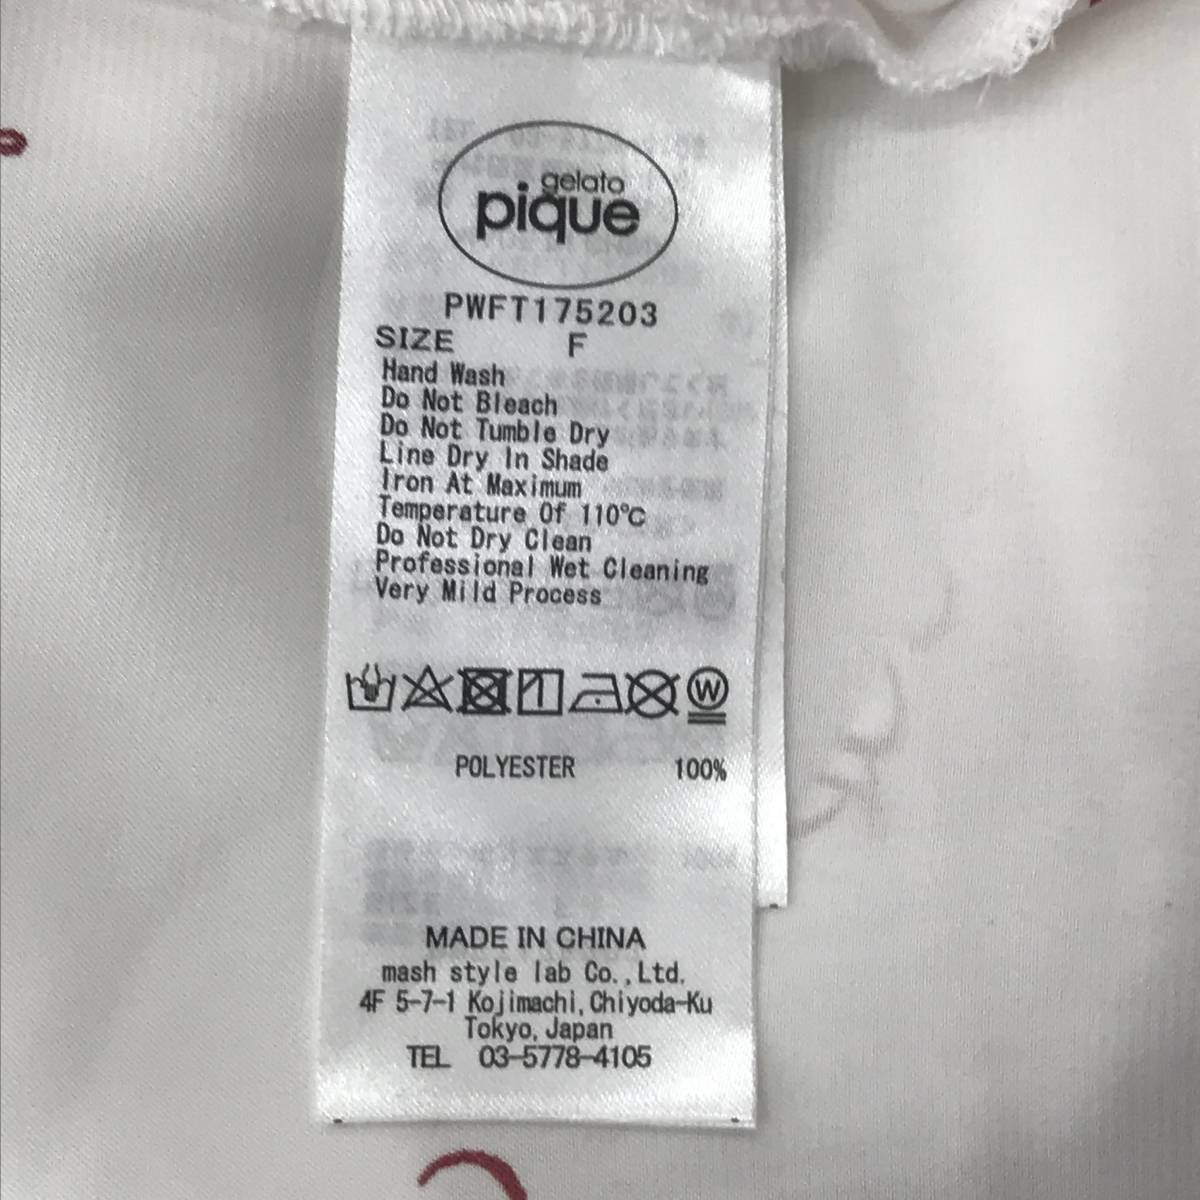 gelato
pique
PWFT175203
SIZE F
Hand Wash
Do Not Bleach
Do Not Tumble Dry
Line Dry In Shade
Iron At Maximum
Temperature Of 110℃
Do Not Dry Clean
Professional Wet Cleaning
Very Mild Process
W
POLYESTER 100%
MADE IN CHINA
mash style lab Co.,Ltd.
4F 5-7-1 Kojimachi,Chiyoda-Ku
Tokyo,Japan
TEL 03-5778-4105